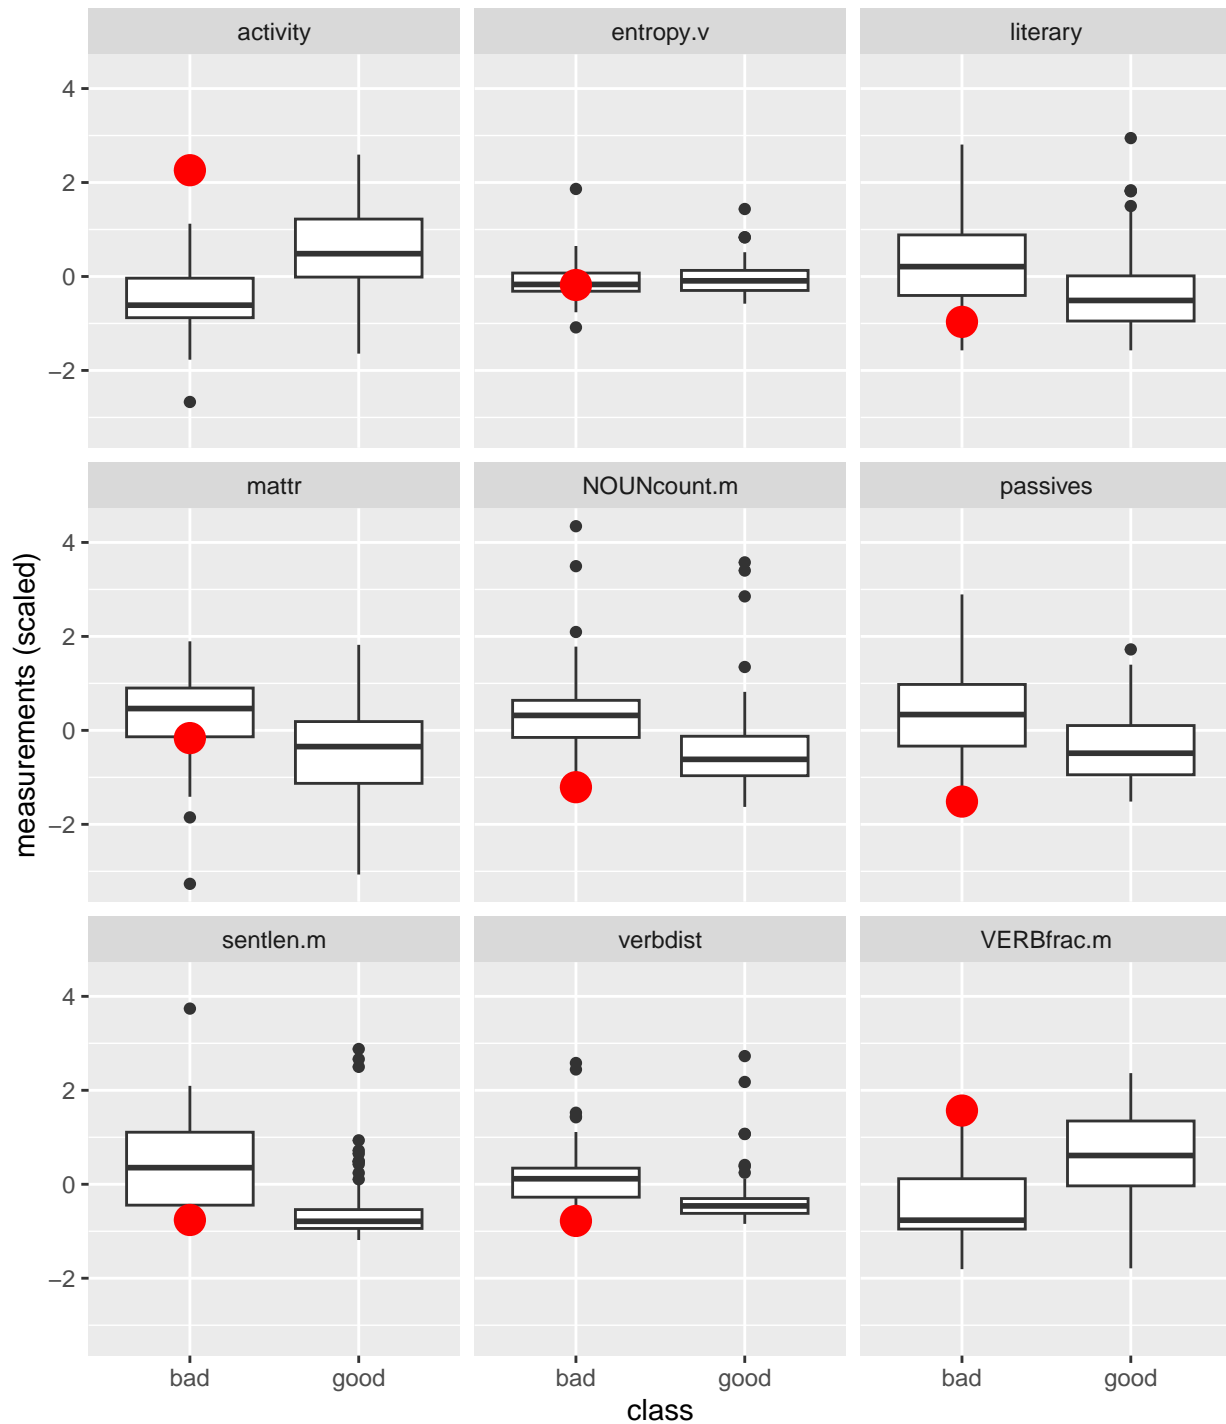 activity entropy.v literary
4
2
0
−2
mattr NOUNcount.m passives
4
2
0
−2
measurements (scaled)
sentlen.m verbdist VERBfrac.m
4
2
0
−2
bad good bad good bad good
class